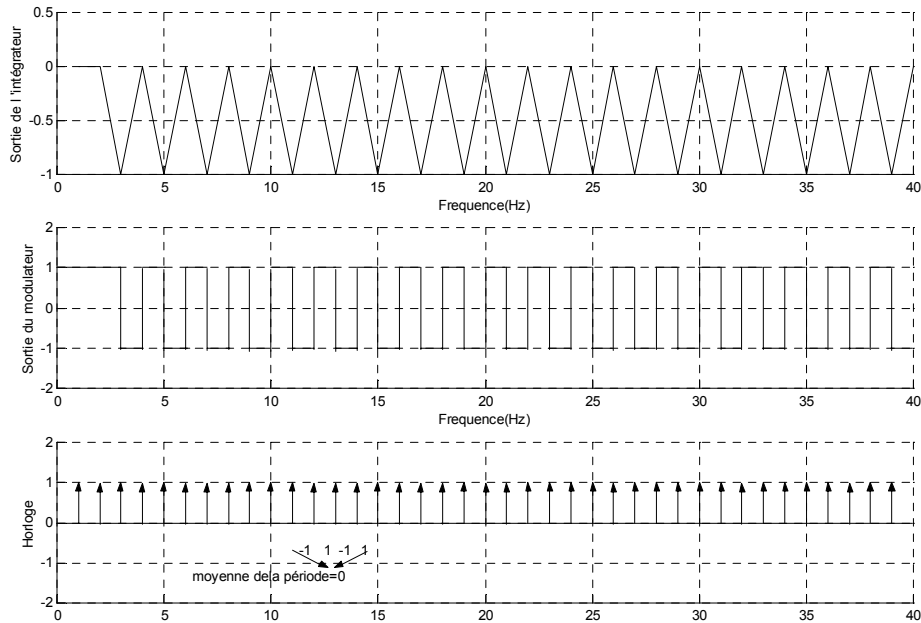 0.5
0
-0.5
-1
Sortie de l 'intégrateur
0 5 10 15 20 25 30 35 40
Frequence(Hz)
2
1
0
-1
-2
Sortie du modulateur
0 5 10 15 20 25 30 35 40
Frequence(Hz)
2
1
0
-1
-2
Horloge
-1 1 -1 1
moyenne de la période=0
0 5 10 15 20 25 30 35 40